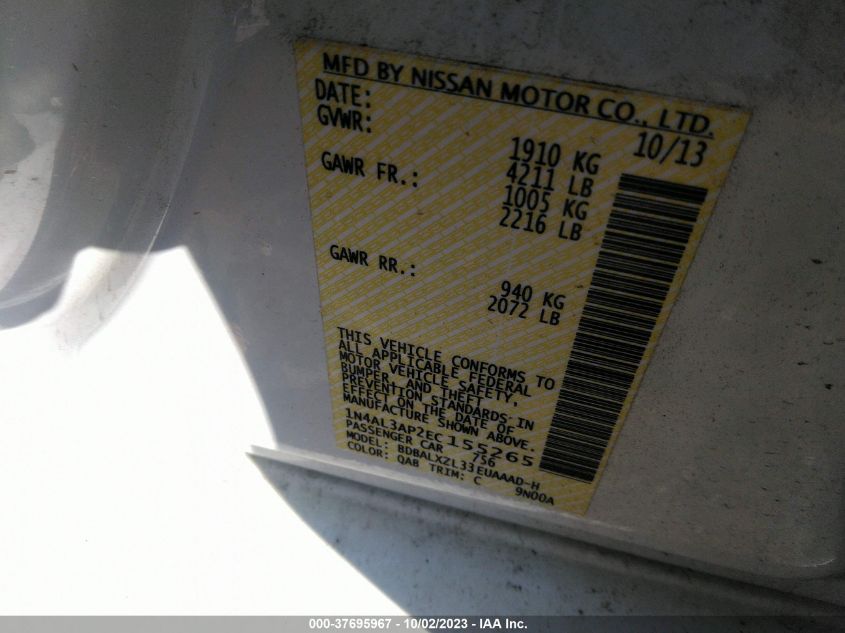 MFD BY NISSAN MOTOR CO., LTD.
DATE: 10/13
GVWR: 1910 KG
4211 LB
GAWR FR.: 1005 KG
2216 LB
GAWR RR.: 940 KG
2072 LB
THIS VEHICLE CONFORMS TO
ALL APPLICABLE FEDERAL
MOTOR VEHICLE SAFETY,
BUMPER, AND THEFT
PREVENTION STANDARDS IN
EFFECT ON THE DATE OF
MANUFACTURE SHOWN ABOVE.
1N4AL3AP2EC 155265
PASSENGER CAR 756
MODEL: BDBALXZL33EUAAAD-H
COLOR: QAB TRIM: C 9N00A
000-37695967 - 10/02/2023 - IAA Inc.